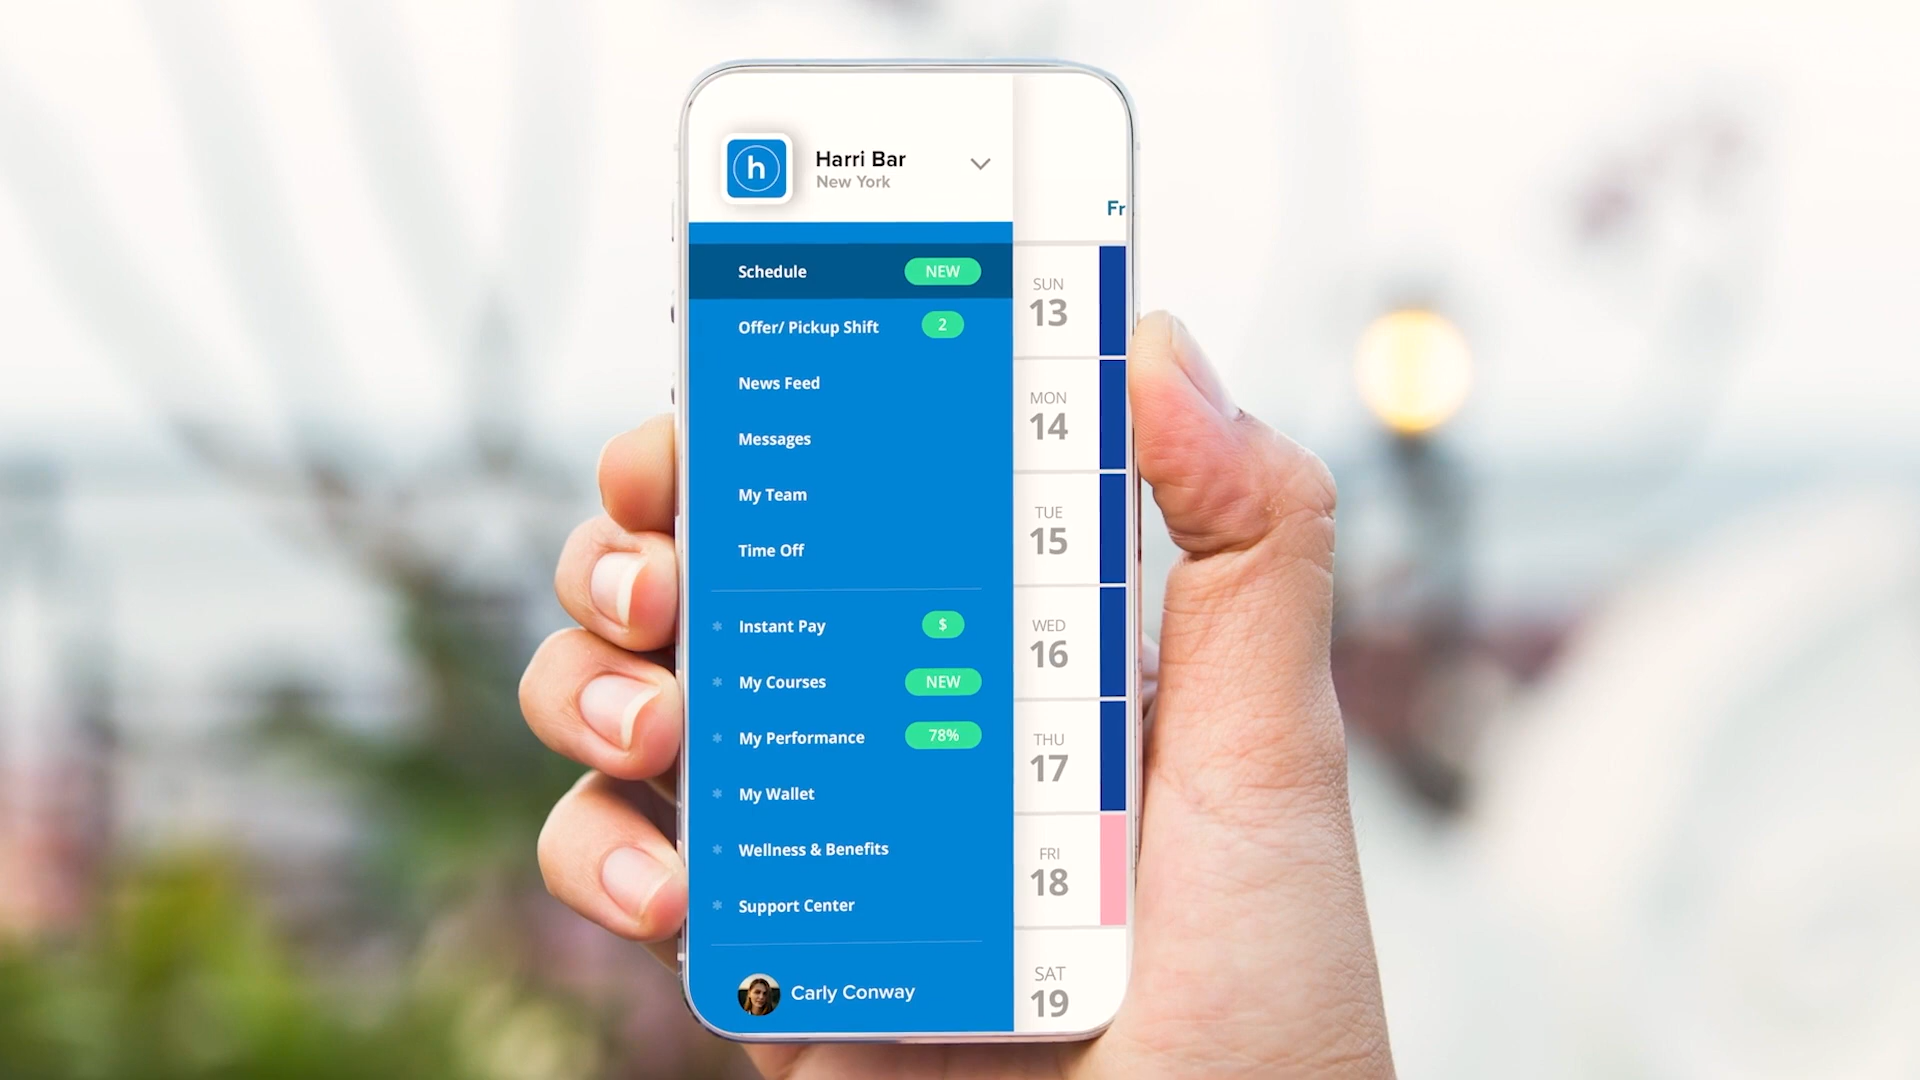 h
Harri Bar
New York
Fr
Schedule NEW
Offer/ Pickup Shift 2
News Feed
Messages
My Team
Time Off
* Instant Pay $
* My Courses NEW
* My Performance 78%
* My Wallet
* Wellness & Benefits
* Support Center
Carly Conway
SUN
13
MON
14
TUE
15
WED
16
THU
17
FRI
18
SAT
19